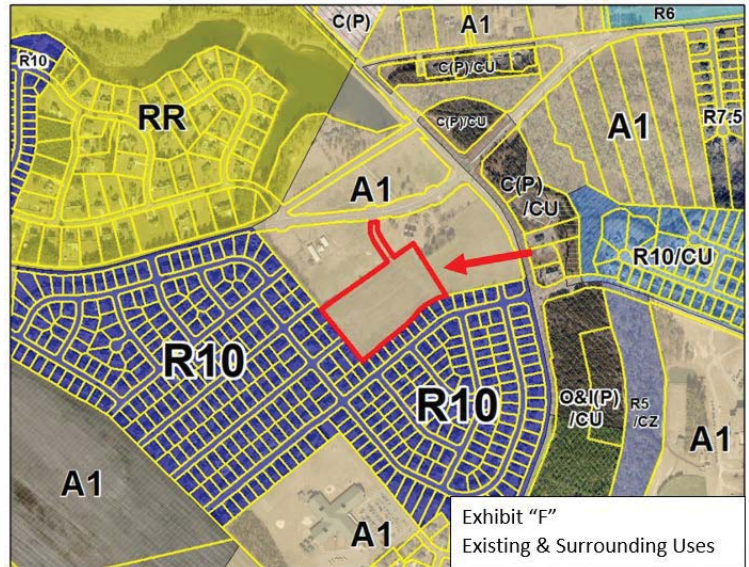 C(P)
A1
R6
R10
C(P)/CU
RR
C(P)/CU
A1
R7.5
A1
C(P)
/CU
R10/CU
R10
R10
O&I(P)
/CU
R5
/CZ
A1
A1
A1
Exhibit “F”
Existing & Surrounding Uses